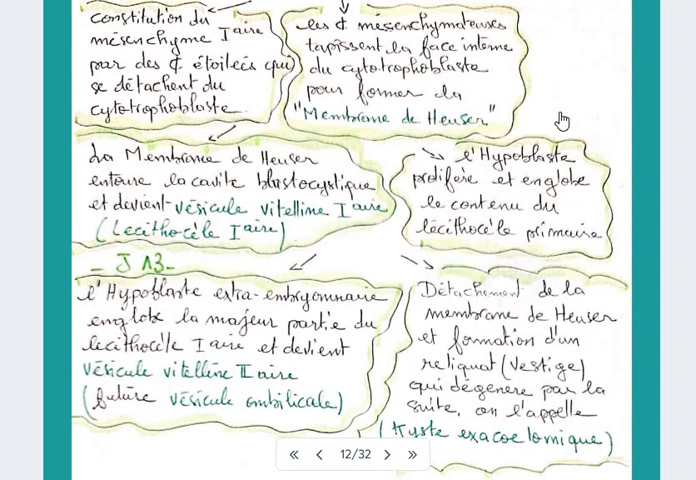 Constitution du
mésenchyme Iaire
par des ¢ étoileés qui
se détachent du
cytotrophoblaste.
les ¢ mésenchymateuses
tapissent la face interne
du cytotrophoblaste
pour former la
"Membrane de Heuser"
La Membrane de Heuser
entoure la cavité blastocystique
et devient vésicule vitelline Iaire
(Lecithocèle Iaire)
l'Hypoblaste
prolifère et englobe
le contenu du
lécithocèle primaire
- J 13-
l'Hypoblaste extra-embryonnaire
englobe la majeur partie du
lecithocèle Iaire et devient
vésicule vitelline IIaire
(future vésicule ombilicale)
Détachement de la
membrane de Heuser
et formation d'un
reliquat (vestige)
qui dégénère par la
suite, on l'appelle
(Kyste exacoelomique)
12/32